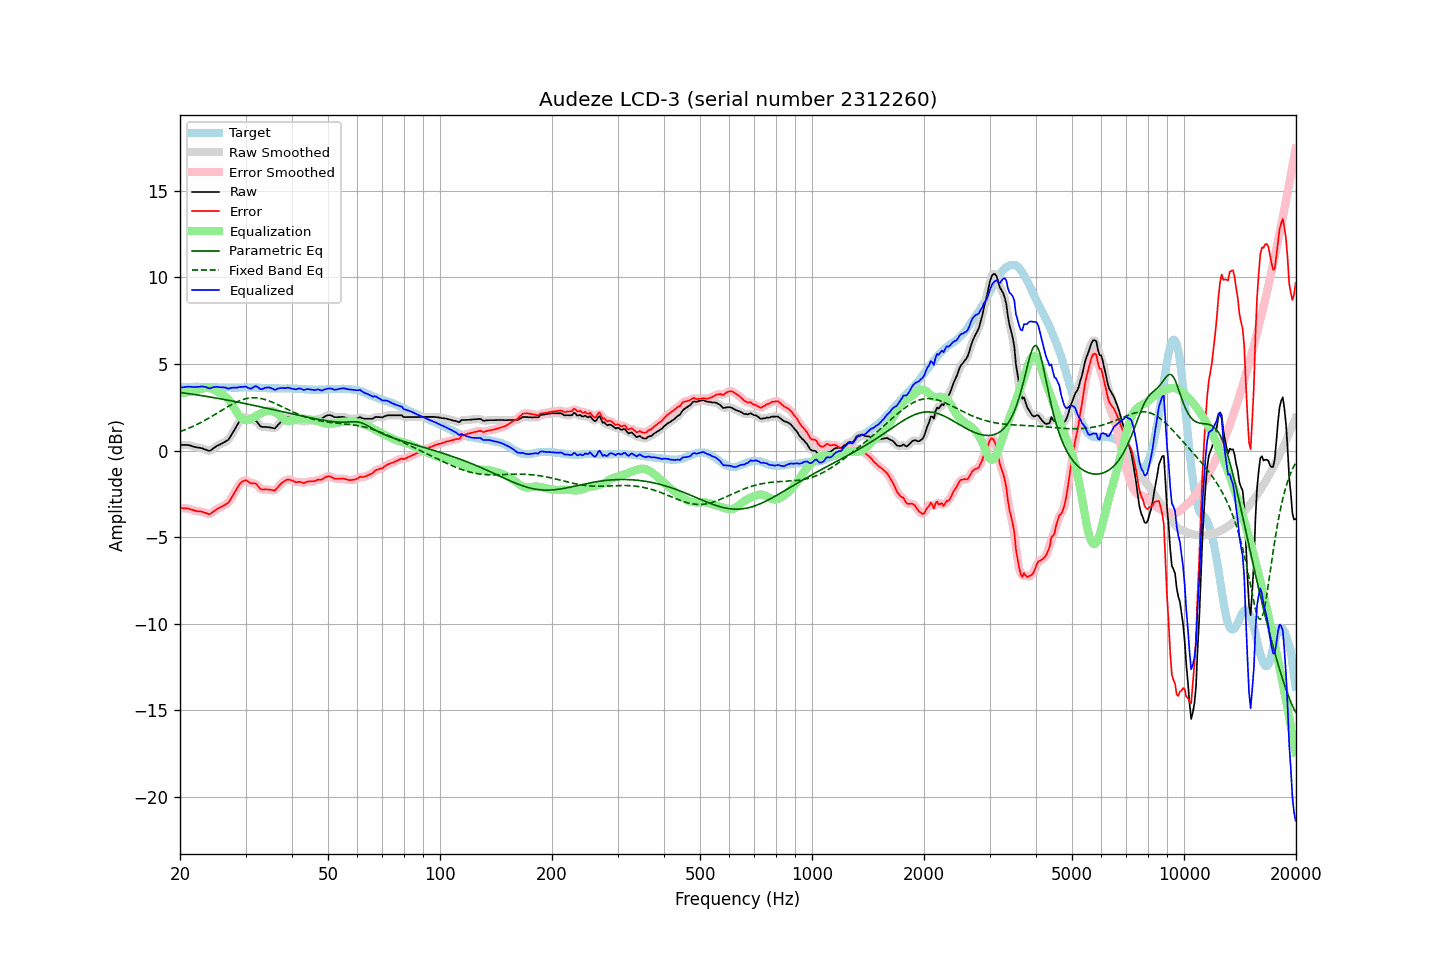 Audeze LCD-3 (serial number 2312260)
Target
Raw Smoothed
Error Smoothed
Raw
Error
Equalization
Parametric Eq
Fixed Band Eq
Equalized
15
10
5
0
−5
−10
−15
−20
Amplitude (dBr)
20 50 100 200 500 1000 2000 5000 10000 20000
Frequency (Hz)